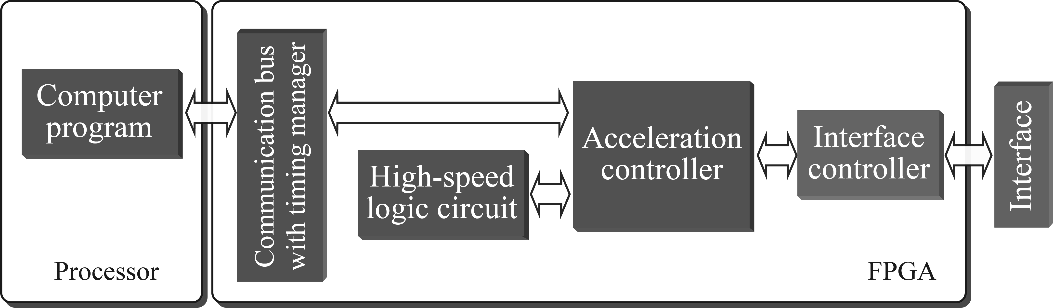 Computer
program
Processor
Communication bus
with timing manager
High-speed
logic circuit
Acceleration
controller
Interface
controller
FPGA
Interface